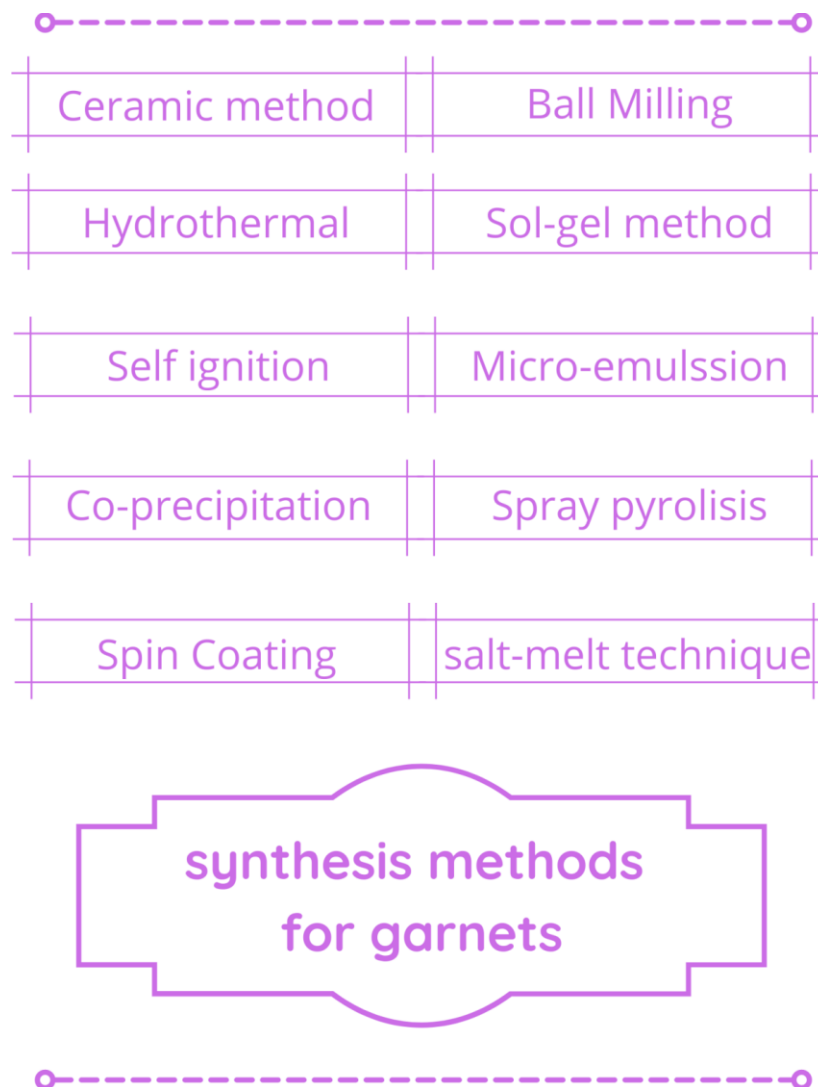 Ceramic method
Ball Milling
Hydrothermal
Sol-gel method
Self ignition
Micro-emulssion
Co-precipitation
Spray pyrolisis
Spin Coating
salt-melt technique
synthesis methods
for garnets